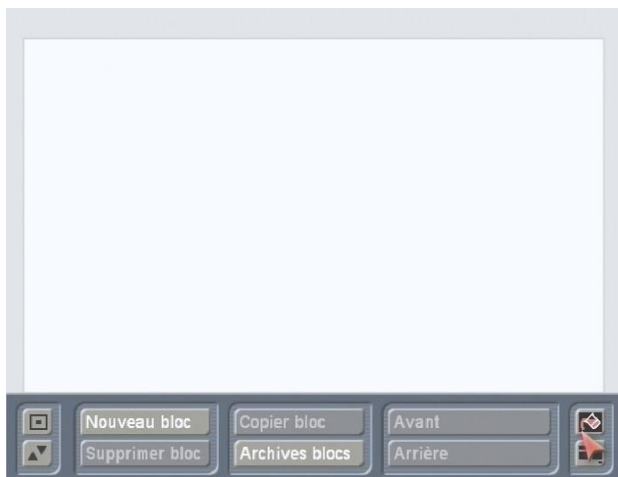 Nouveau bloc
Copier bloc
Avant
Supprimer bloc
Archives blocs
Arrière